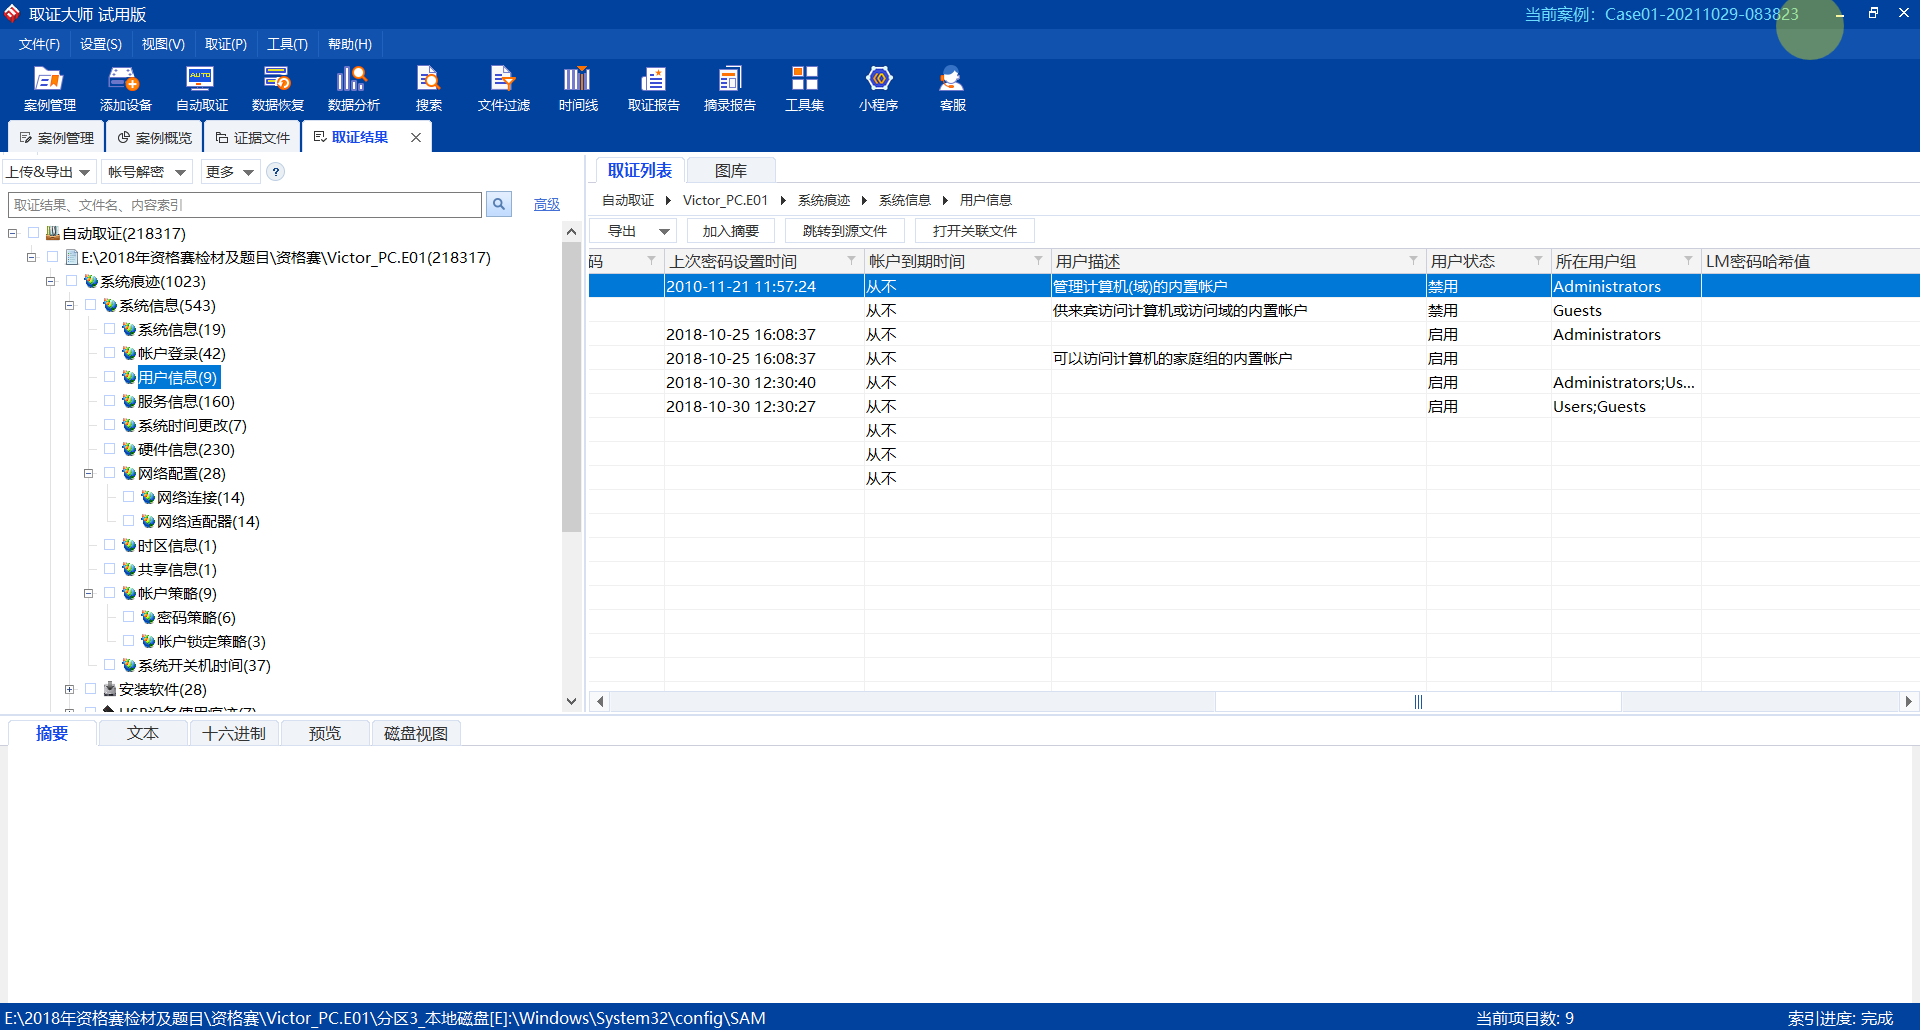 取证大师 试用版
当前案例：Case01-20211029-083823
文件(F) 设置(S) 视图(V) 取证(P) 工具(T) 帮助(H)
案例管理 添加设备 自动取证 数据恢复 数据分析 搜索 文件过滤 时间线 取证报告 摘录报告 工具集 小程序 客服
AUTO
案例管理 案例概览 证据文件 取证结果
上传&导出 帐号解密 更多 ?
取证结果、文件名、内容索引 高级
自动取证(218317)
E:\2018年资格赛检材及题目\资格赛\Victor_PC.E01(218317)
系统痕迹(1023)
系统信息(543)
系统信息(19)
帐户登录(42)
用户信息(9)
服务信息(160)
系统时间更改(7)
硬件信息(230)
网络配置(28)
网络连接(14)
网络适配器(14)
时区信息(1)
共享信息(1)
帐户策略(9)
密码策略(6)
帐户锁定策略(3)
系统开关机时间(37)
安装软件(28)
USB设备使用痕迹(7)
取证列表 图库
自动取证 Victor_PC.E01 系统痕迹 系统信息 用户信息
导出 加入摘要 跳转到源文件 打开关联文件
码 上次密码设置时间 帐户到期时间 用户描述 用户状态 所在用户组 LM密码哈希值
2010-11-21 11:57:24 从不 管理计算机(域)的内置帐户 禁用 Administrators
从不 供来宾访问计算机或访问域的内置帐户 禁用 Guests
2018-10-25 16:08:37 从不 启用 Administrators
2018-10-25 16:08:37 从不 可以访问计算机的家庭组的内置帐户 启用
2018-10-30 12:30:40 从不 启用 Administrators;Us...
2018-10-30 12:30:27 从不 启用 Users;Guests
从不
从不
从不
摘要 文本 十六进制 预览 磁盘视图
E:\2018年资格赛检材及题目\资格赛\Victor_PC.E01\分区3_本地磁盘[E]:\Windows\System32\config\SAM
当前项目数: 9
索引进度: 完成